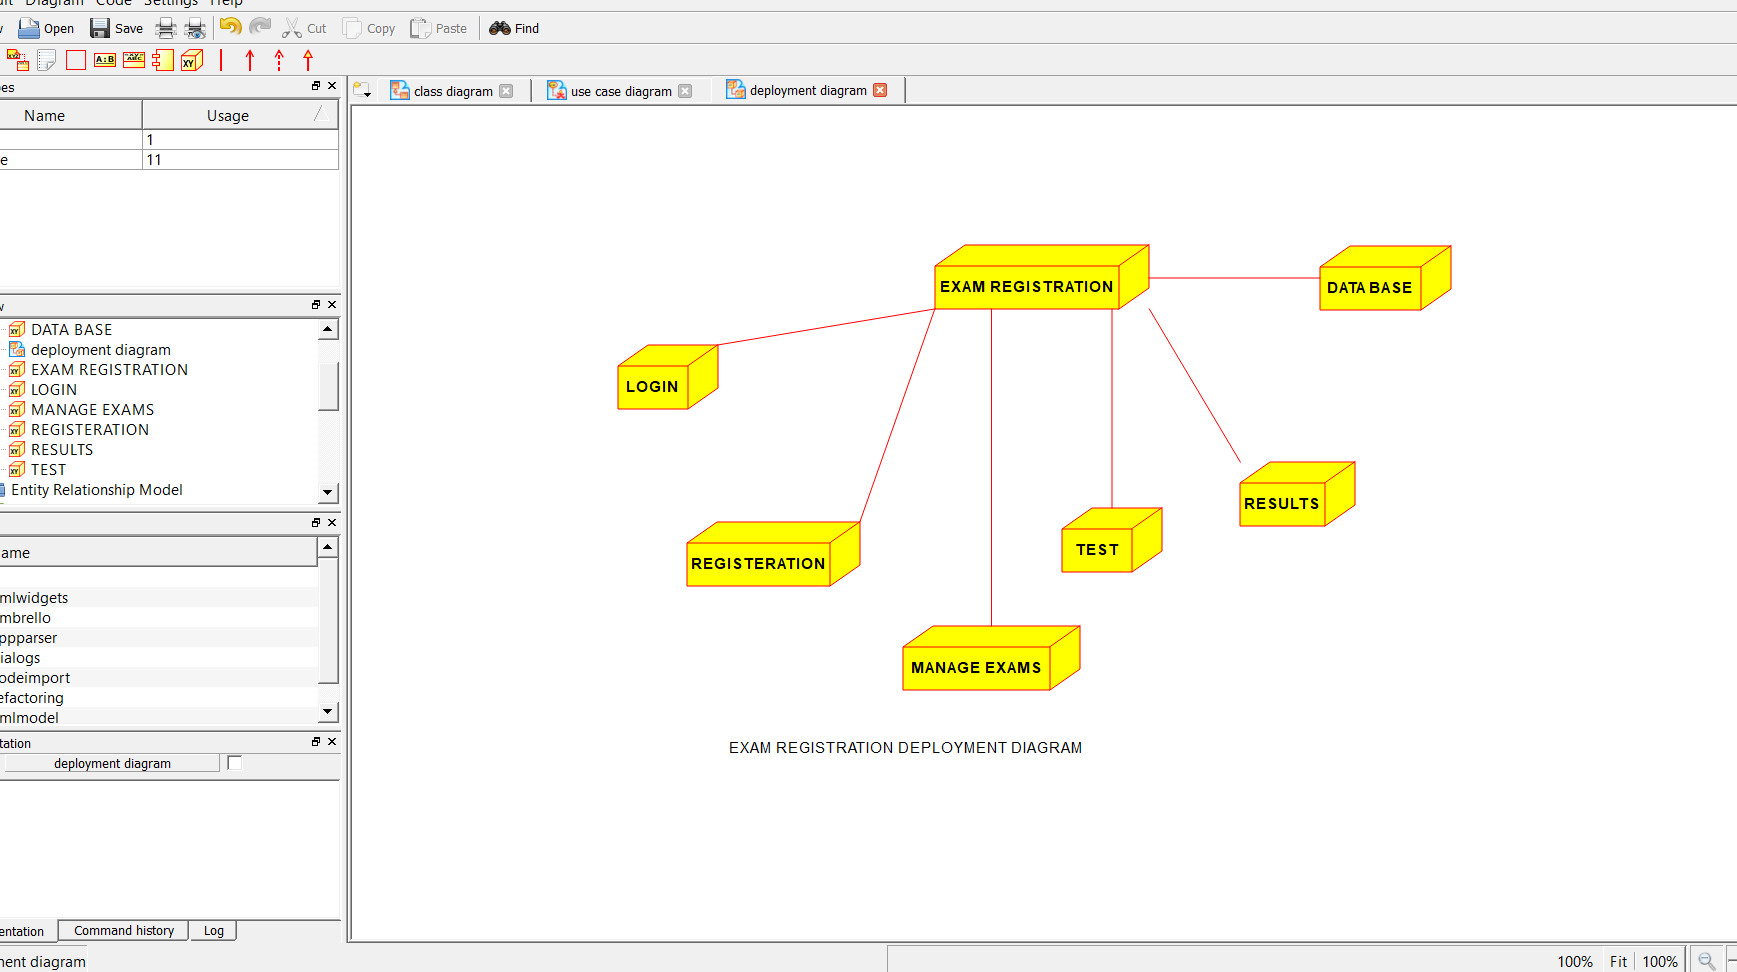 Diagram Code Settings Help
Open Save Cut Copy Paste Find
class diagram use case diagram deployment diagram
Name Usage
1
11
DATA BASE
deployment diagram
EXAM REGISTRATION
LOGIN
MANAGE EXAMS
REGISTERATION
RESULTS
TEST
Entity Relationship Model
ame
mlwidgets
mbrello
ppparser
ialogs
odeimport
efactoring
mlmodel
tation
deployment diagram
entation Command history Log
ment diagram
EXAM REGISTRATION
DATA BASE
LOGIN
RESULTS
TEST
REGISTERATION
MANAGE EXAMS
EXAM REGISTRATION DEPLOYMENT DIAGRAM
100% Fit 100%